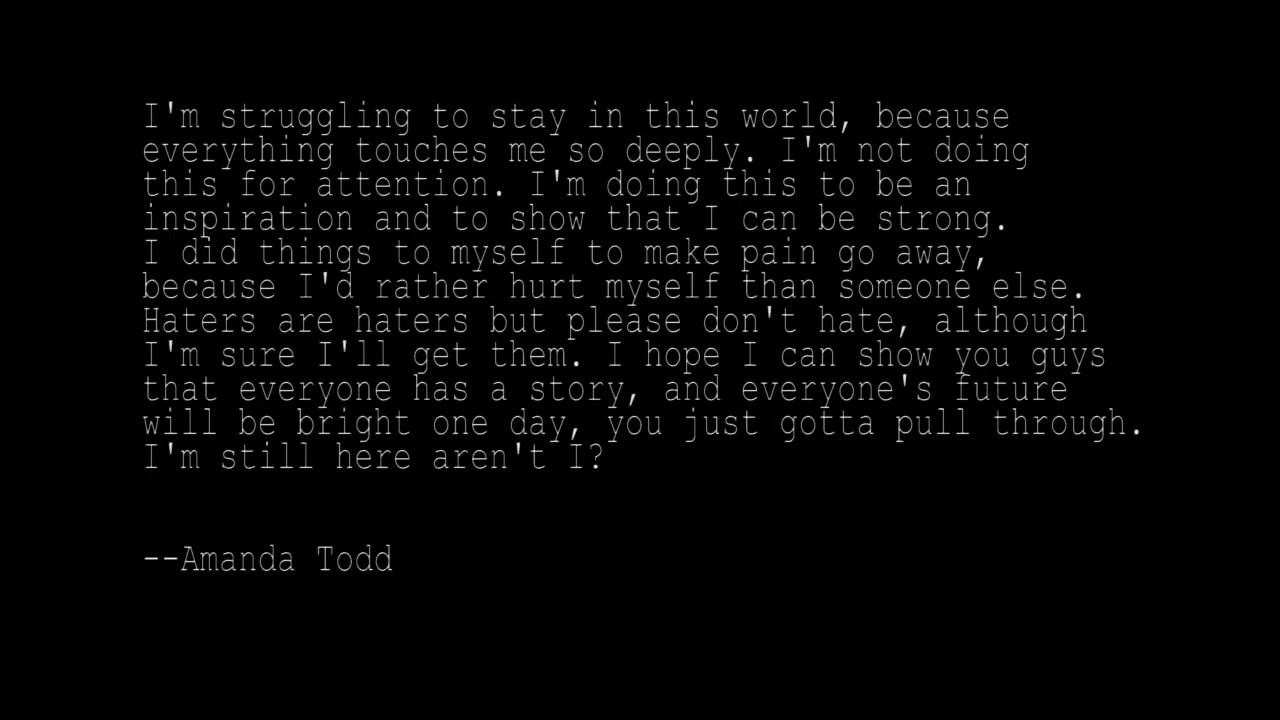 I'm struggling to stay in this world, because
everything touches me so deeply. I'm not doing
this for attention. I'm doing this to be an
inspiration and to show that I can be strong.
I did things to myself to make pain go away,
because I'd rather hurt myself than someone else.
Haters are haters but please don't hate, although
I'm sure I'll get them. I hope I can show you guys
that everyone has a story, and everyone's future
will be bright one day, you just gotta pull through.
I'm still here aren't I?
--Amanda Todd